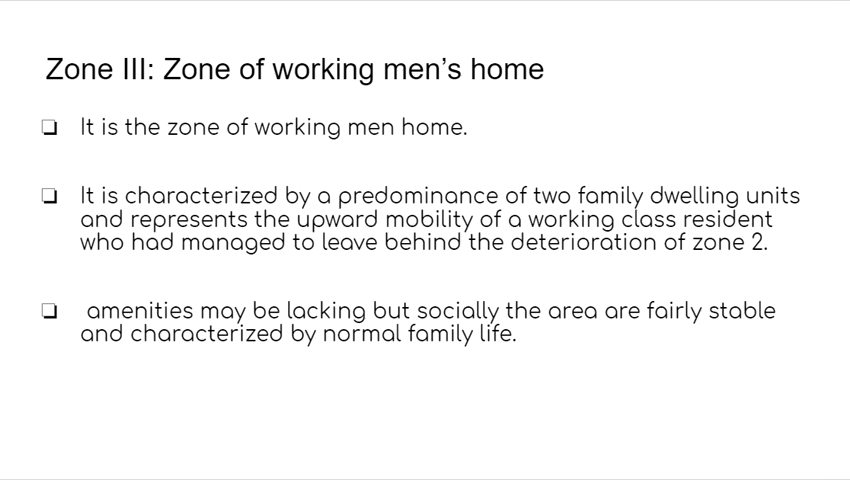 Zone III: Zone of working men’s home
❏ It is the zone of working men home.
❏ It is characterized by a predominance of two family dwelling units
and represents the upward mobility of a working class resident
who had managed to leave behind the deterioration of zone 2.
❏ amenities may be lacking but socially the area are fairly stable
and characterized by normal family life.